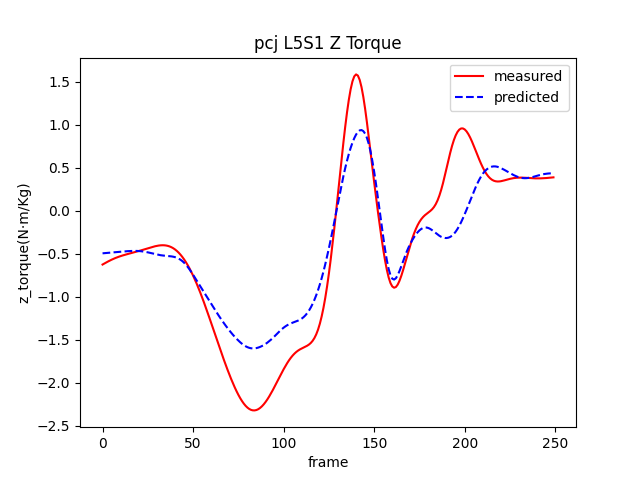 pcj L5S1 Z Torque
measured
predicted
1.5
1.0
0.5
0.0
−0.5
−1.0
−1.5
−2.0
−2.5
z_torque(N·m/Kg)
0 50 100 150 200 250
frame